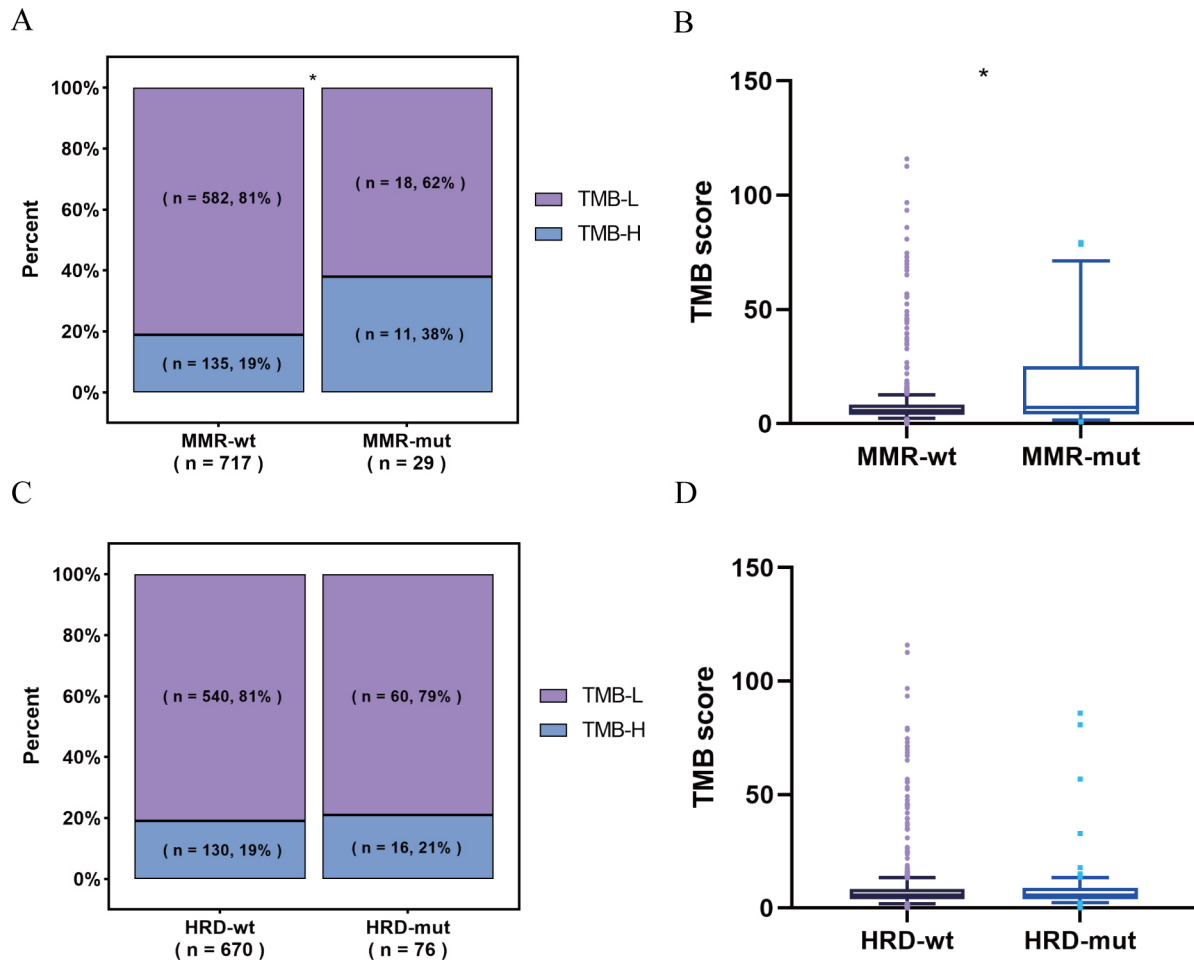 A
*
100%
80%
60%
40%
20%
0%
Percent
( n = 582, 81% )
( n = 18, 62% )
( n = 135, 19% )
( n = 11, 38% )
MMR-wt
( n = 717 )
MMR-mut
( n = 29 )
TMB-L
TMB-H
B
*
150
100
50
0
TMB score
MMR-wt
MMR-mut
C
100%
80%
60%
40%
20%
0%
Percent
( n = 540, 81% )
( n = 60, 79% )
( n = 130, 19% )
( n = 16, 21% )
HRD-wt
( n = 670 )
HRD-mut
( n = 76 )
TMB-L
TMB-H
D
150
100
50
0
TMB score
HRD-wt
HRD-mut